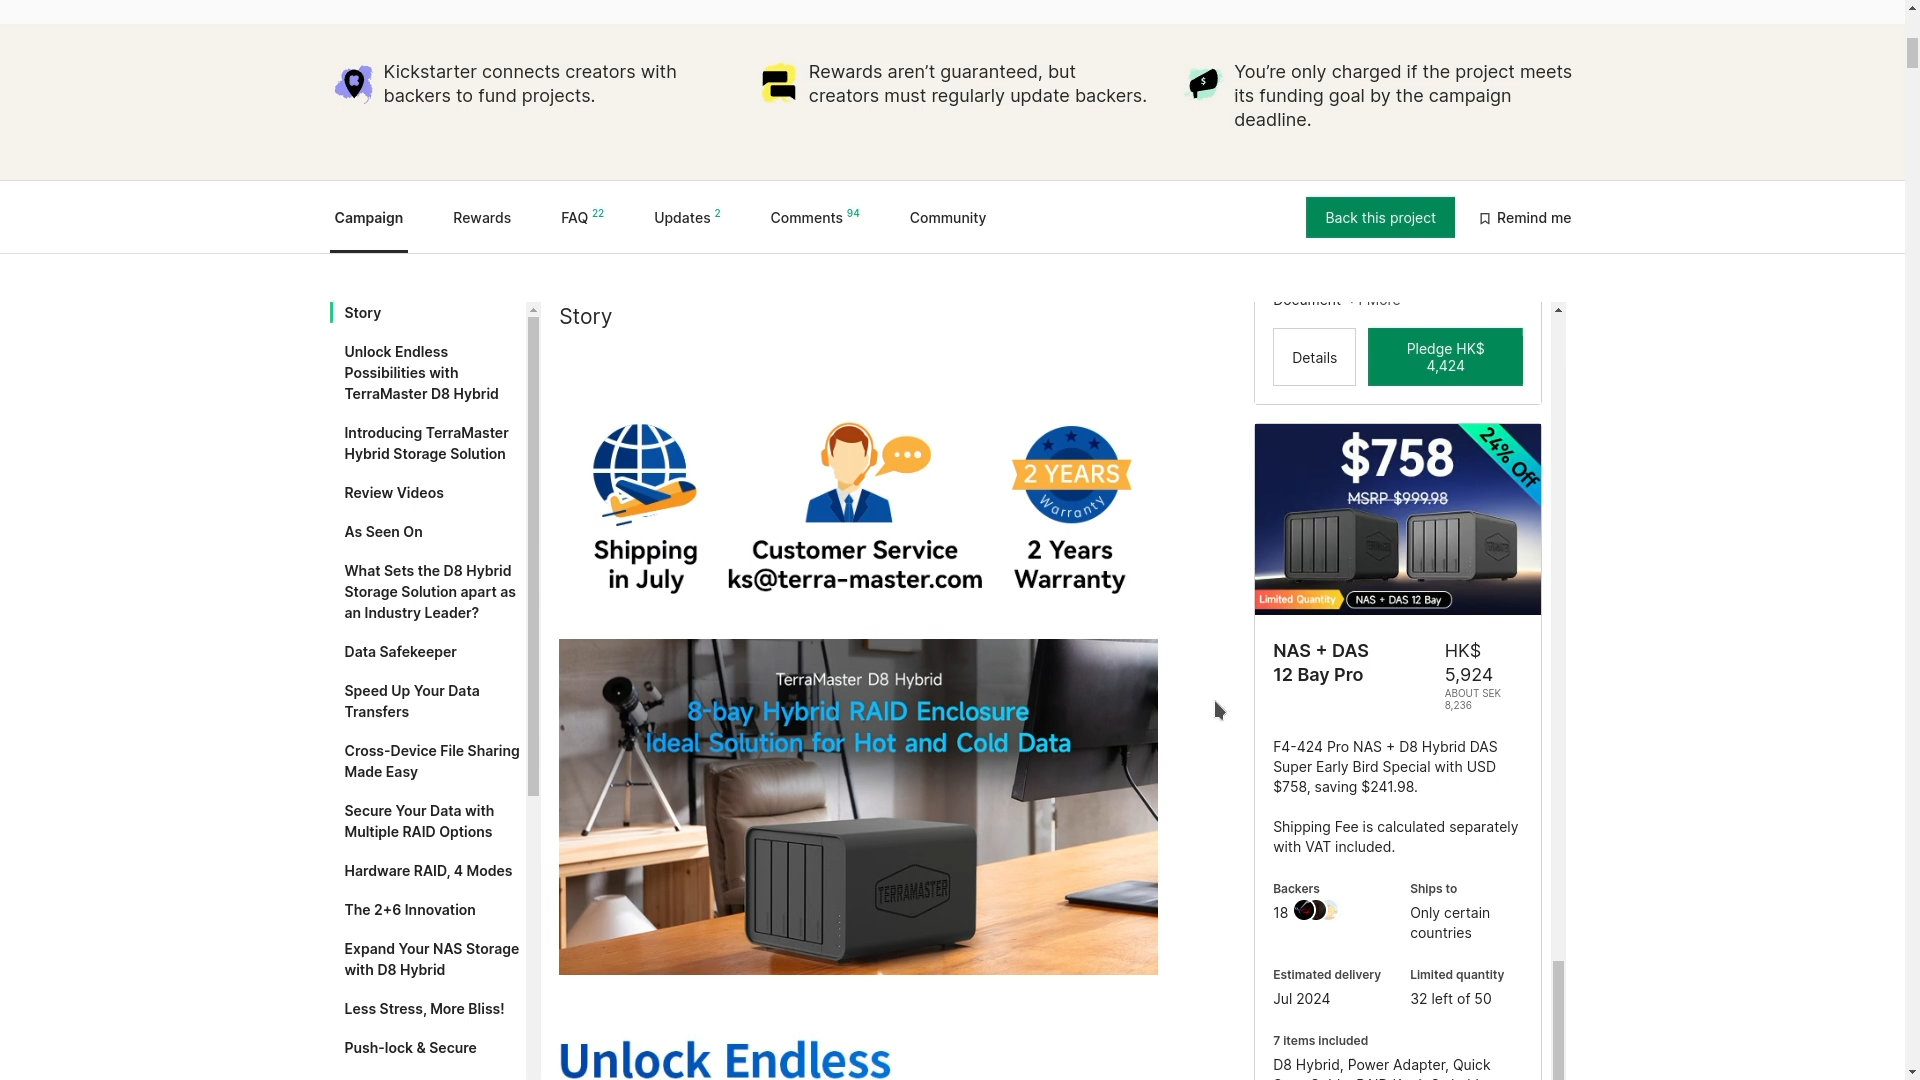 Kickstarter connects creators with
backers to fund projects.
Rewards aren’t guaranteed, but
creators must regularly update backers.
$
You’re only charged if the project meets
its funding goal by the campaign
deadline.
Campaign
Rewards
FAQ 22
Updates 2
Comments 94
Community
Back this project
Remind me
Story
Unlock Endless
Possibilities with
TerraMaster D8 Hybrid
Introducing TerraMaster
Hybrid Storage Solution
Review Videos
As Seen On
What Sets the D8 Hybrid
Storage Solution apart as
an Industry Leader?
Data Safekeeper
Speed Up Your Data
Transfers
Cross-Device File Sharing
Made Easy
Secure Your Data with
Multiple RAID Options
Hardware RAID, 4 Modes
The 2+6 Innovation
Expand Your NAS Storage
with D8 Hybrid
Less Stress, More Bliss!
Push-lock & Secure
Story
Shipping
in July
Customer Service
ks@terra-master.com
2 YEARS
Warranty
2 Years
Warranty
TerraMaster D8 Hybrid
8-bay Hybrid RAID Enclosure
Ideal Solution for Hot and Cold Data
TERRAMASTER
Unlock Endless
Details
Pledge HK$
4,424
$758
24% Off
MSRP $999.98
Limited Quantity
NAS + DAS 12 Bay
NAS + DAS
12 Bay Pro
HK$
5,924
ABOUT SEK
8,236
F4-424 Pro NAS + D8 Hybrid DAS
Super Early Bird Special with USD
$758, saving $241.98.
Shipping Fee is calculated separately
with VAT included.
Backers
18
Ships to
Only certain
countries
Estimated delivery
Jul 2024
Limited quantity
32 left of 50
7 items included
D8 Hybrid, Power Adapter, Quick